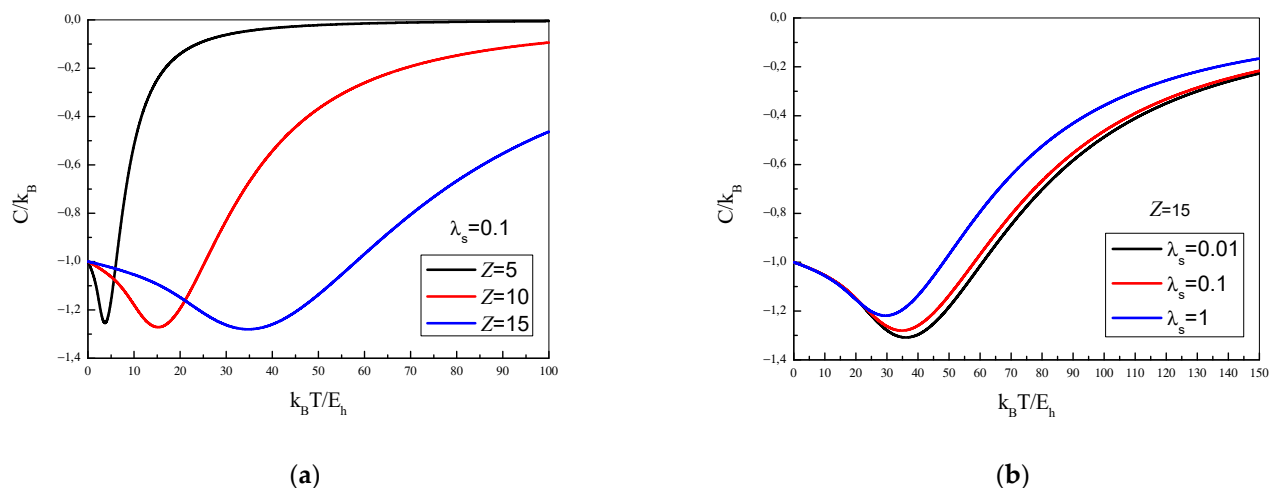 0,0
−0,2
−0,4
−0,6
−0,8
−1,0
−1,2
−1,4
C/k_B
0 10 20 30 40 50 60 70 80 90 100
k_BT/E_h
λ_s=0.1
Z=5
Z=10
Z=15
(a)
0,0
−0,2
−0,4
−0,6
−0,8
−1,0
−1,2
−1,4
C/k_B
0 10 20 30 40 50 60 70 80 90 100 110 120 130 140 150
k_BT/E_h
Z=15
λ_s=0.01
λ_s=0.1
λ_s=1
(b)